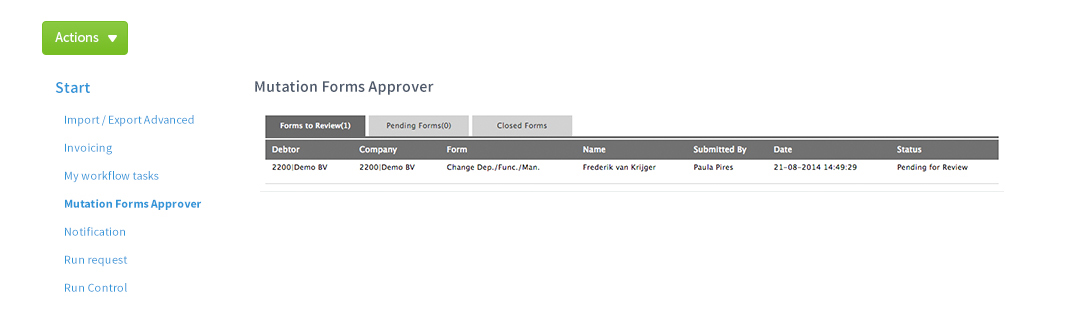 Actions
Start
Import / Export Advanced
Invoicing
My workflow tasks
Mutation Forms Approver
Notification
Run request
Run Control
Mutation Forms Approver
Forms to Review(1) Pending Forms(0) Closed Forms
Debtor Company Form Name Submitted By Date Status
2200|Demo BV 2200|Demo BV Change Dep./Func./Man. Frederik van Krijger Paula Pires 21-08-2014 14:49:29 Pending for Review